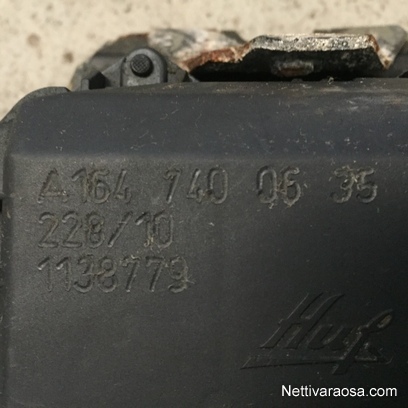 A164 740 06 35
228/10
1138779
Huf
Nettivaraosa.com